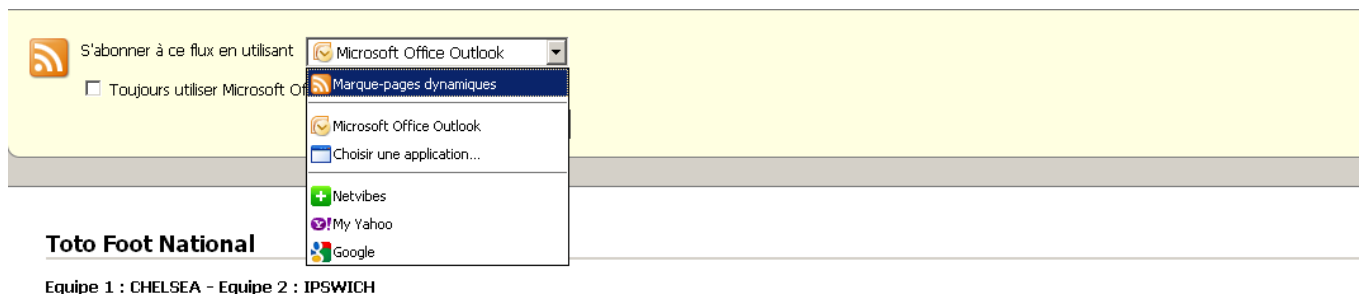 S'abonner à ce flux en utilisant Microsoft Office Outlook
Toujours utiliser Microsoft Of
Marque-pages dynamiques
Microsoft Office Outlook
Choisir une application...
Netvibes
My Yahoo
Google
Toto Foot National
Equipe 1 : CHELSEA - Equipe 2 : IPSWICH